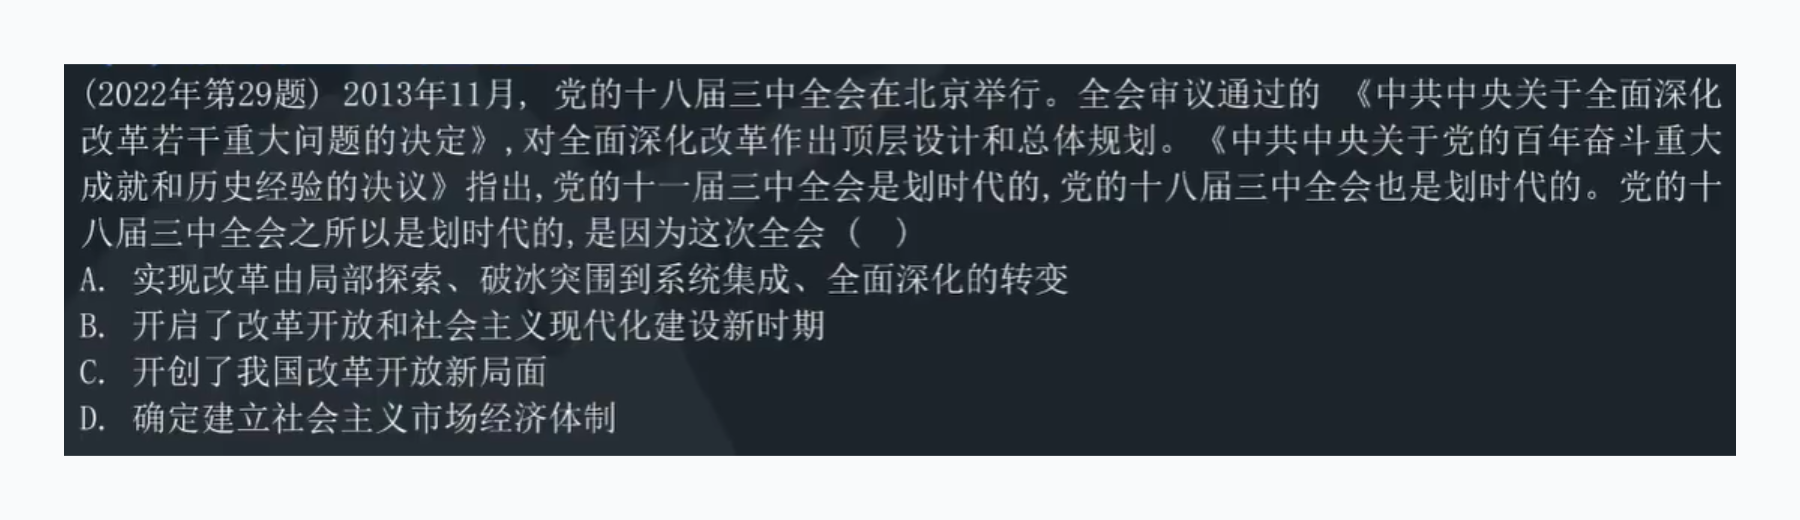 (2022年第29题) 2013年11月, 党的十八届三中全会在北京举行。全会审议通过的 《中共中央关于全面深化
改革若干重大问题的决定》,对全面深化改革作出顶层设计和总体规划。《中共中央关于党的百年奋斗重大
成就和历史经验的决议》指出,党的十一届三中全会是划时代的,党的十八届三中全会也是划时代的。党的十
八届三中全会之所以是划时代的,是因为这次全会 ( )
A. 实现改革由局部探索、破冰突围到系统集成、全面深化的转变
B. 开启了改革开放和社会主义现代化建设新时期
C. 开创了我国改革开放新局面
D. 确定建立社会主义市场经济体制